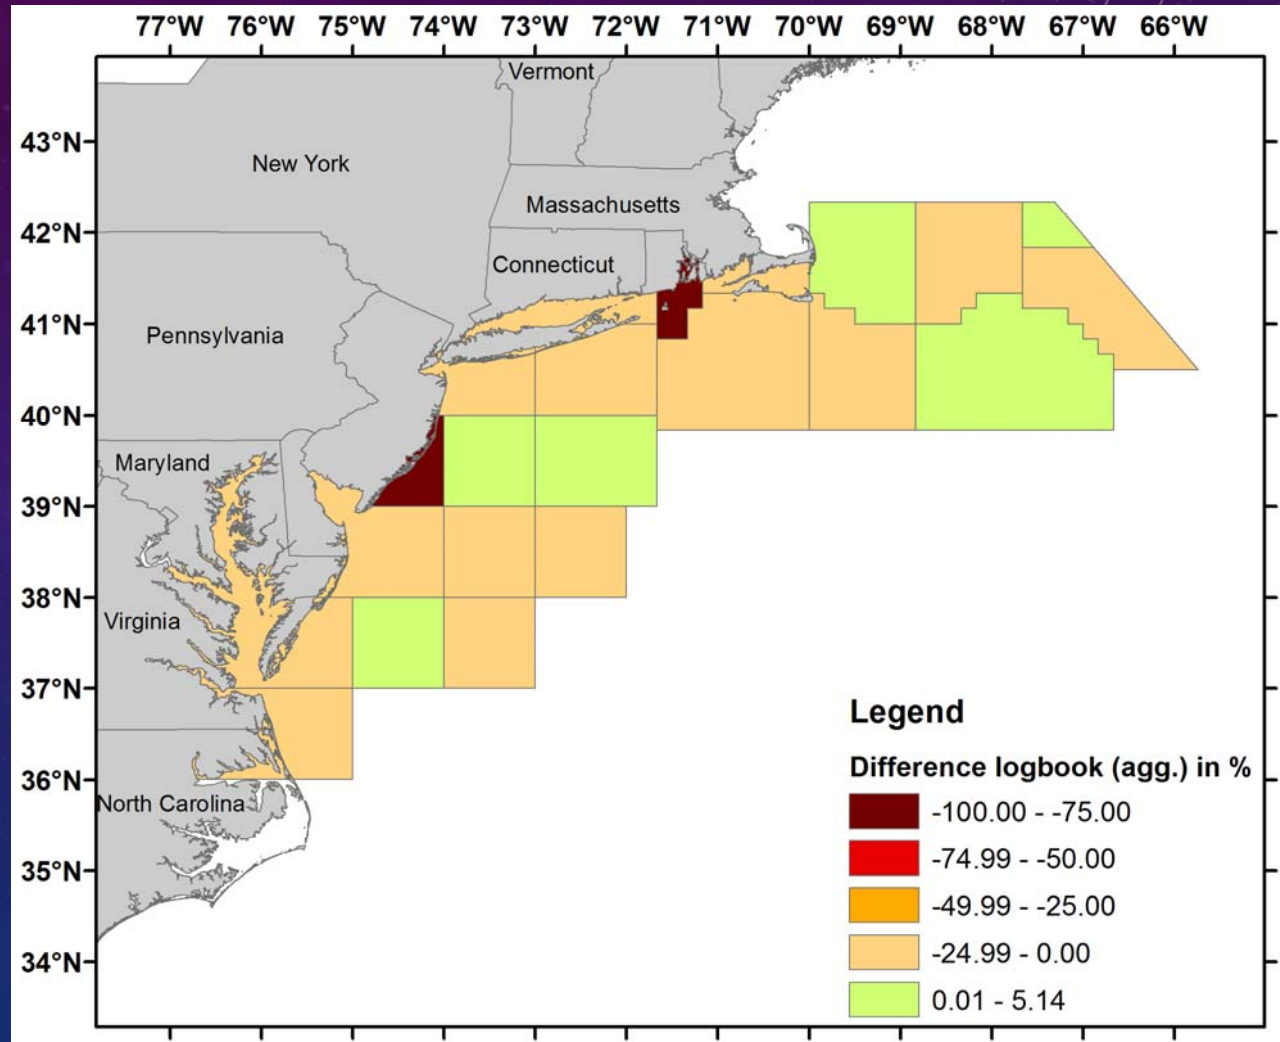 77°W 76°W 75°W 74°W 73°W 72°W 71°W 70°W 69°W 68°W 67°W 66°W
Vermont
43°N
New York
Massachusetts
42°N
Connecticut
41°N
Pennsylvania
40°N
Maryland
39°N
38°N
Virginia
37°N
36°N
North Carolina
35°N
34°N
Legend
Difference logbook (agg.) in %
-100.00 - -75.00
-74.99 - -50.00
-49.99 - -25.00
-24.99 - 0.00
0.01 - 5.14